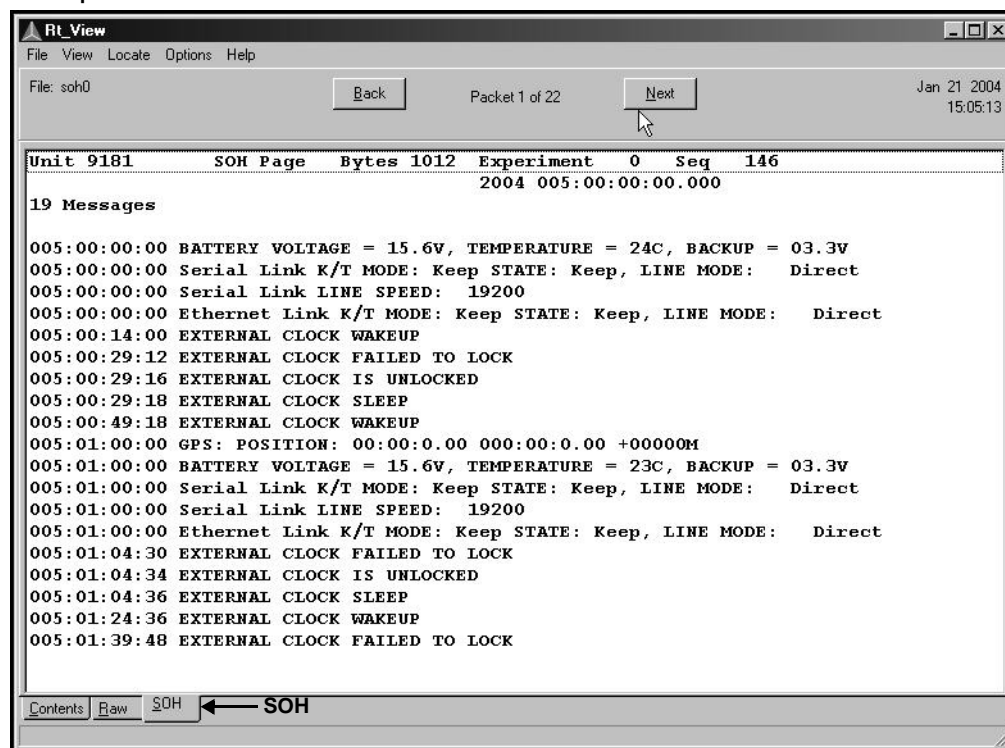 Rt_View
File View Locate Options Help
File: soh0 Back Packet 1 of 22 Next Jan 21 2004
15:05:13
Unit 9181 SOH Page Bytes 1012 Experiment 0 Seq 146
2004 005:00:00:00.000
19 Messages
005:00:00:00 BATTERY VOLTAGE = 15.6V, TEMPERATURE = 24C, BACKUP = 03.3V
005:00:00:00 Serial Link K/T MODE: Keep STATE: Keep, LINE MODE: Direct
005:00:00:00 Serial Link LINE SPEED: 19200
005:00:00:00 Ethernet Link K/T MODE: Keep STATE: Keep, LINE MODE: Direct
005:00:14:00 EXTERNAL CLOCK WAKEUP
005:00:29:12 EXTERNAL CLOCK FAILED TO LOCK
005:00:29:16 EXTERNAL CLOCK IS UNLOCKED
005:00:29:18 EXTERNAL CLOCK SLEEP
005:00:49:18 EXTERNAL CLOCK WAKEUP
005:01:00:00 GPS: POSITION: 00:00:0.00 000:00:0.00 +00000M
005:01:00:00 BATTERY VOLTAGE = 15.6V, TEMPERATURE = 23C, BACKUP = 03.3V
005:01:00:00 Serial Link K/T MODE: Keep STATE: Keep, LINE MODE: Direct
005:01:00:00 Serial Link LINE SPEED: 19200
005:01:00:00 Ethernet Link K/T MODE: Keep STATE: Keep, LINE MODE: Direct
005:01:04:30 EXTERNAL CLOCK FAILED TO LOCK
005:01:04:34 EXTERNAL CLOCK IS UNLOCKED
005:01:04:36 EXTERNAL CLOCK SLEEP
005:01:24:36 EXTERNAL CLOCK WAKEUP
005:01:39:48 EXTERNAL CLOCK FAILED TO LOCK
Contents Raw SOH SOH